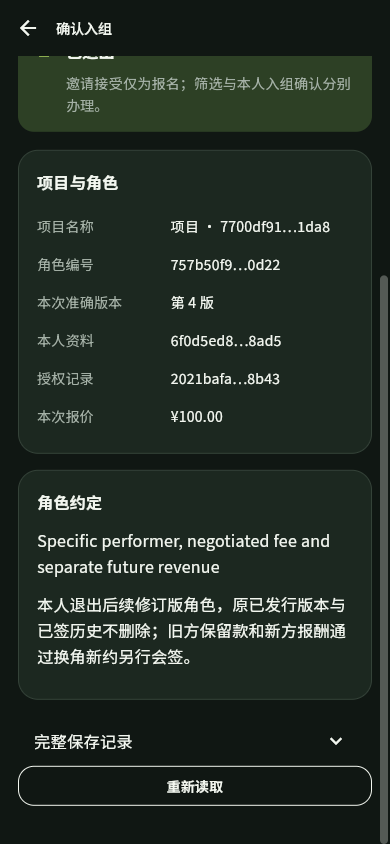 确认入组
邀请接受仅为报名；筛选与本人入组确认分别
办理。
项目与角色
项目名称 项目 · 7700df91…1da8
角色编号 757b50f9…0d22
本次准确版本 第 4 版
本人资料 6f0d5ed8…8ad5
授权记录 2021bafa…8b43
本次报价 ¥100.00
角色约定
Specific performer, negotiated fee and
separate future revenue
本人退出后续修订版角色，原已发行版本与
已签历史不删除；旧方保留款和新方报酬通
过换角新约另行会签。
完整保存记录
重新读取